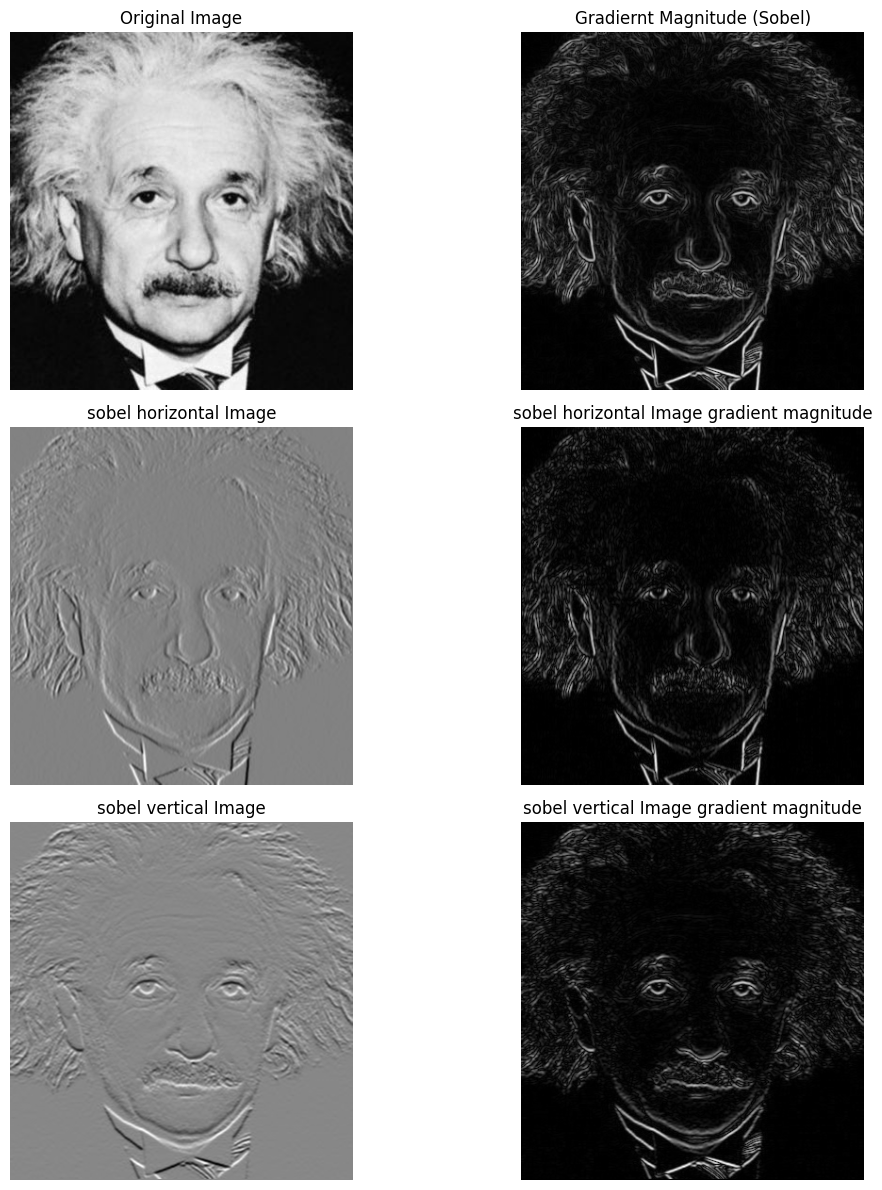 Original Image
Gradiernt Magnitude (Sobel)
sobel horizontal Image
sobel horizontal Image gradient magnitude
sobel vertical Image
sobel vertical Image gradient magnitude